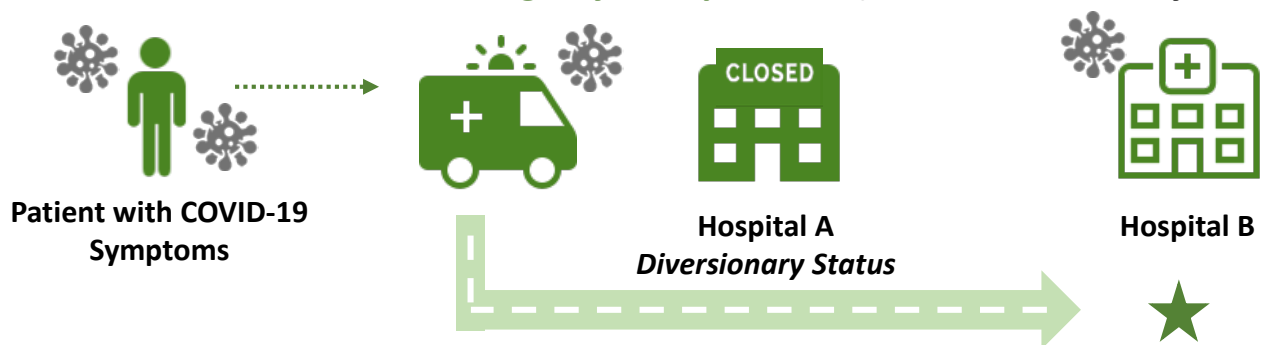 CLOSED
Patient with COVID-19
Symptoms
Hospital A
Diversionary Status
Hospital B